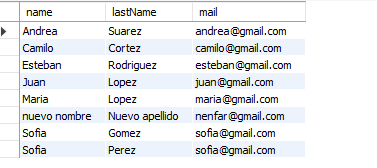 name lastName mail
Andrea Suarez andrea@gmail.com
Camilo Cortez camilo@gmail.com
Esteban Rodriguez esteban@gmail.com
Juan Lopez juan@gmail.com
Maria Lopez maria@gmail.com
nuevo nombre Nuevo apellido nenfar@gmail.com
Sofia Gomez sofia@gmail.com
Sofia Perez sofia@gmail.com